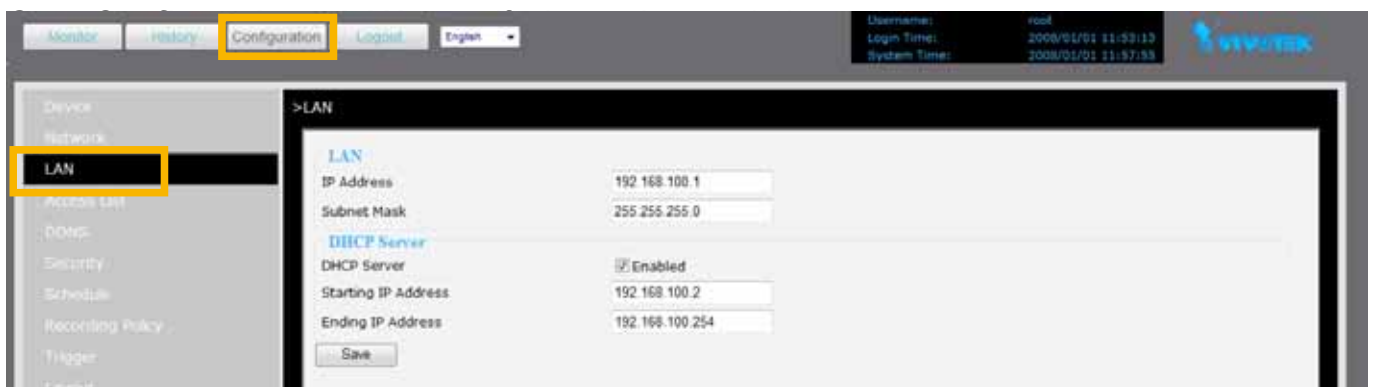 Monitor History Configuration Logout English
Username: root
Login Time: 2008/01/01 11:53:13
System Time: 2008/01/01 11:57:55
VIVOTEK
Device
Network
LAN
Access List
DDNS
Security
Schedule
Recording Policy
Trigger
>LAN
LAN
IP Address 192.168.100.1
Subnet Mask 255.255.255.0
DHCP Server
DHCP Server Enabled
Starting IP Address 192.168.100.2
Ending IP Address 192.168.100.254
Save